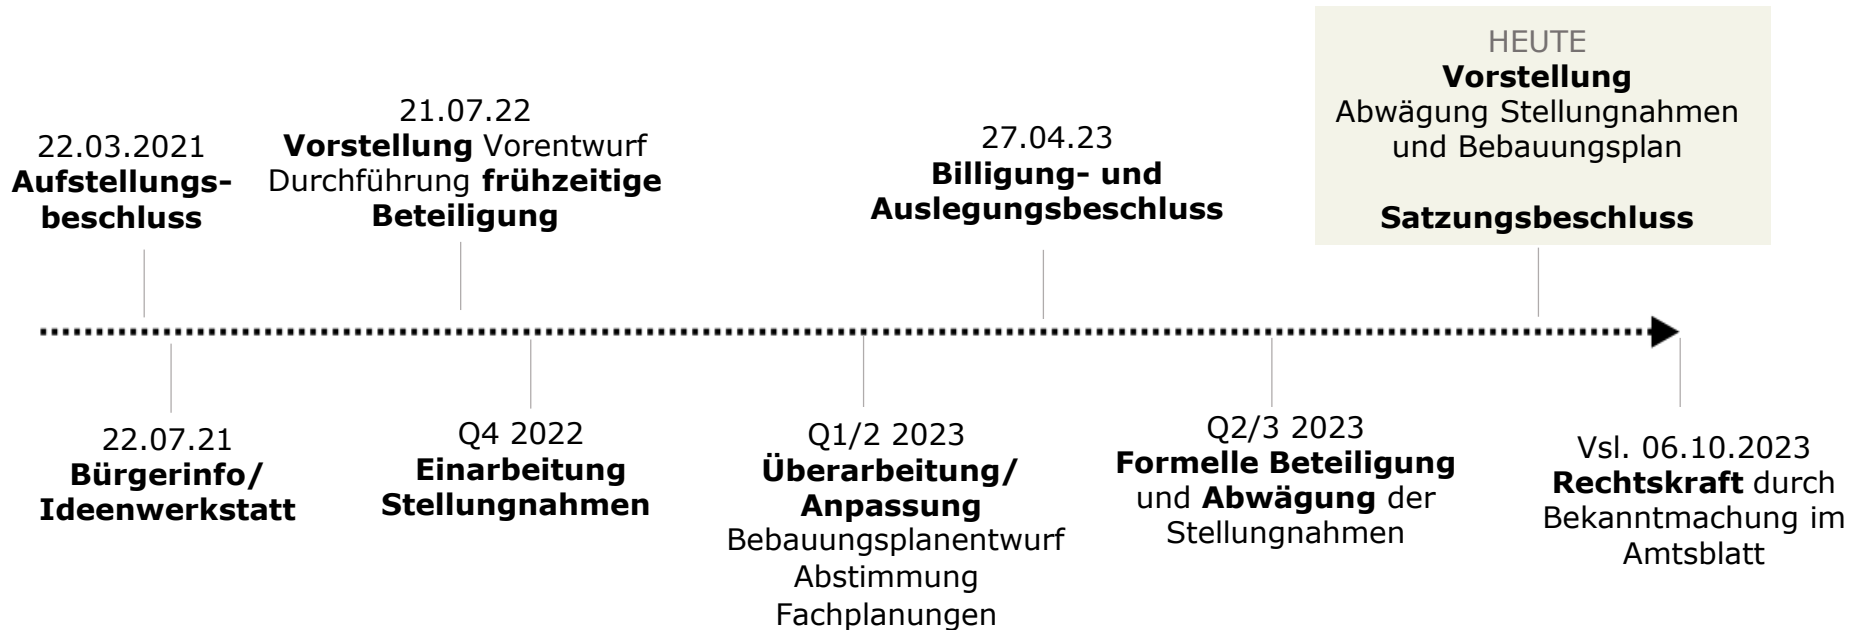 22.03.2021
Aufstellungs-
beschluss
21.07.22
Vorstellung Vorentwurf
Durchführung frühzeitige
Beteiligung
27.04.23
Billigung- und
Auslegungsbeschluss
HEUTE
Vorstellung
Abwägung Stellungnahmen
und Bebauungsplan
Satzungsbeschluss
22.07.21
Bürgerinfo/
Ideenwerkstatt
Q4 2022
Einarbeitung
Stellungnahmen
Q1/2 2023
Überarbeitung/
Anpassung
Bebauungsplanentwurf
Abstimmung
Fachplanungen
Q2/3 2023
Formelle Beteiligung
und Abwägung der
Stellungnahmen
Vsl. 06.10.2023
Rechtskraft durch
Bekanntmachung im
Amtsblatt